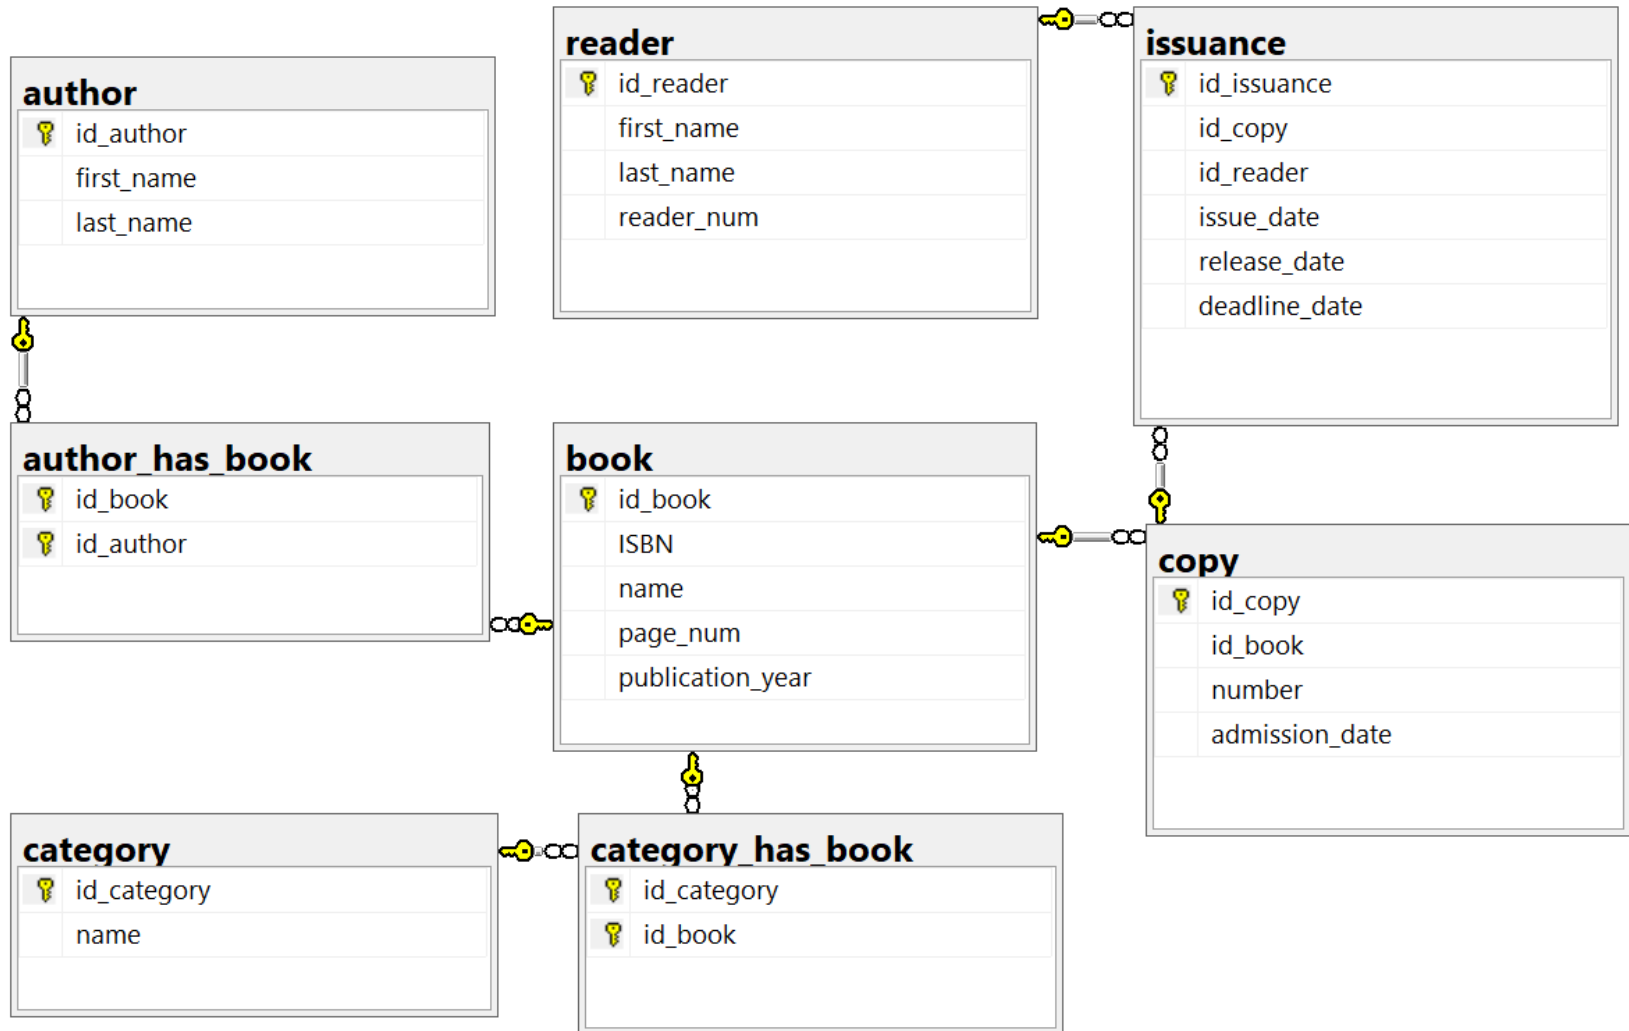 author
id_author
first_name
last_name
reader
id_reader
first_name
last_name
reader_num
issuance
id_issuance
id_copy
id_reader
issue_date
release_date
deadline_date
author_has_book
id_book
id_author
book
id_book
ISBN
name
page_num
publication_year
copy
id_copy
id_book
number
admission_date
category
id_category
name
category_has_book
id_category
id_book